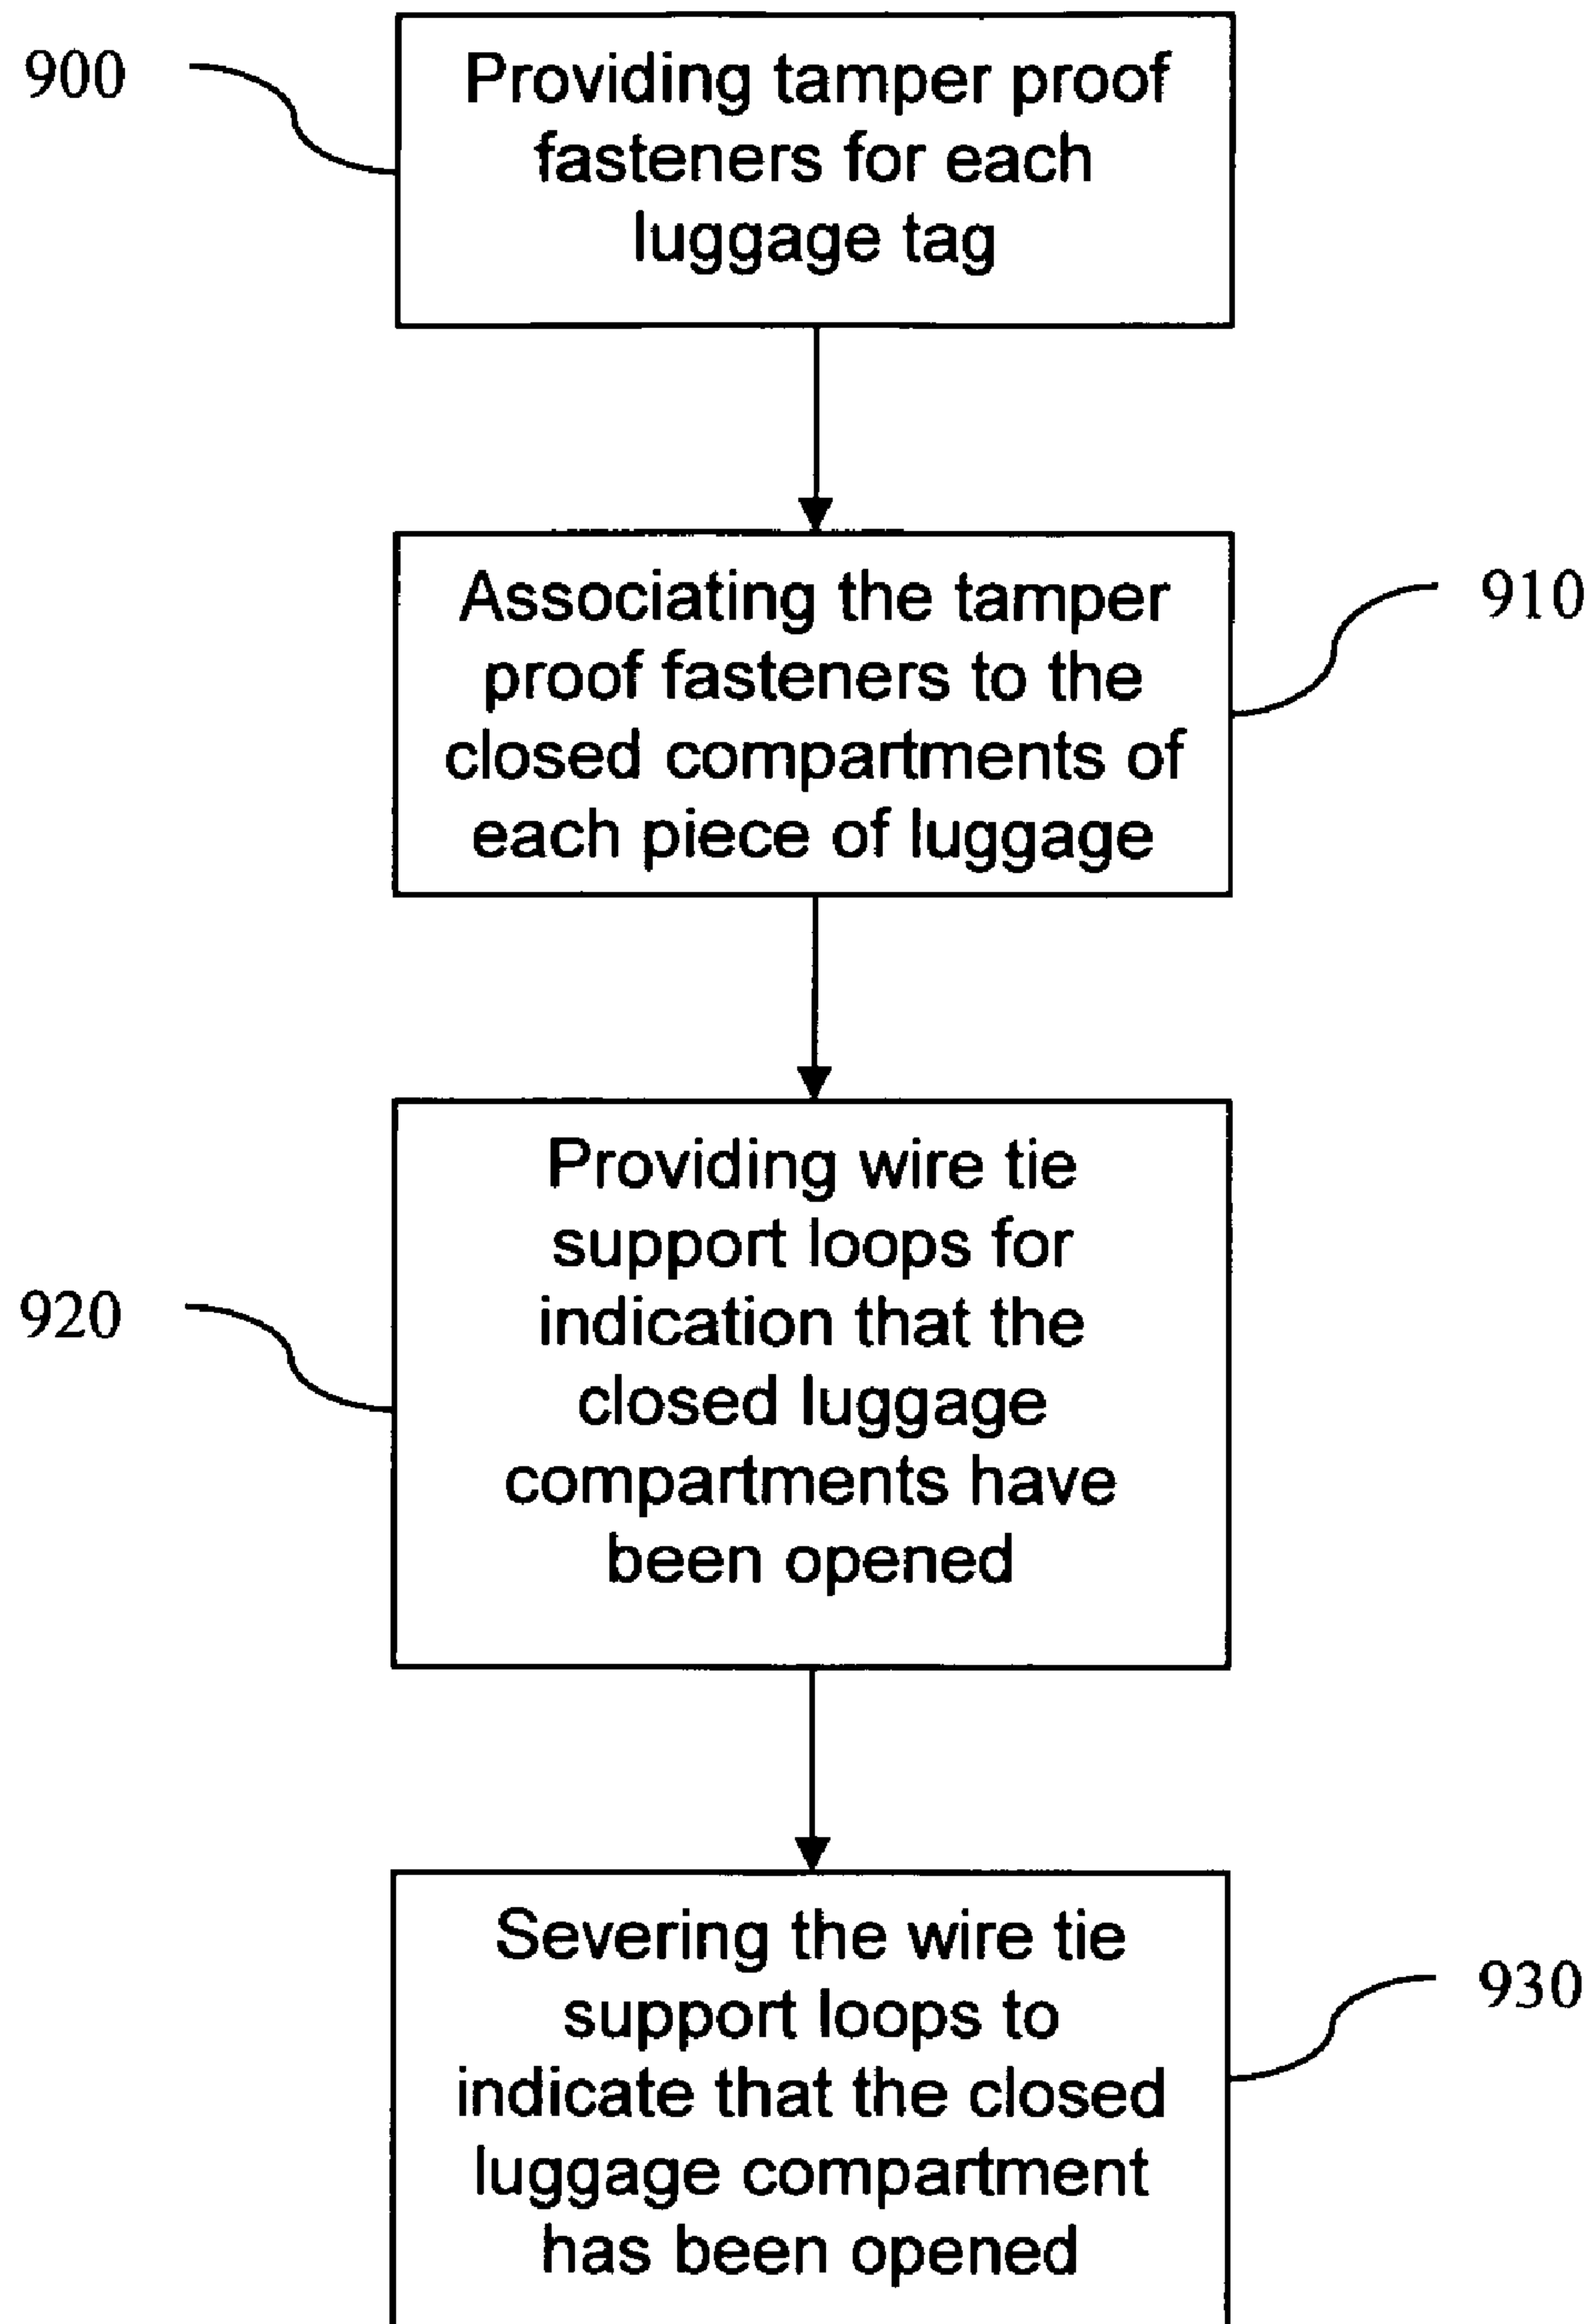 900
Providing tamper proof
fasteners for each
luggage tag
Associating the tamper
proof fasteners to the
closed compartments of
each piece of luggage
910
Providing wire tie
support loops for
indication that the
closed luggage
compartments have
been opened
920
Severing the wire tie
support loops to
indicate that the closed
luggage compartment
has been opened
930